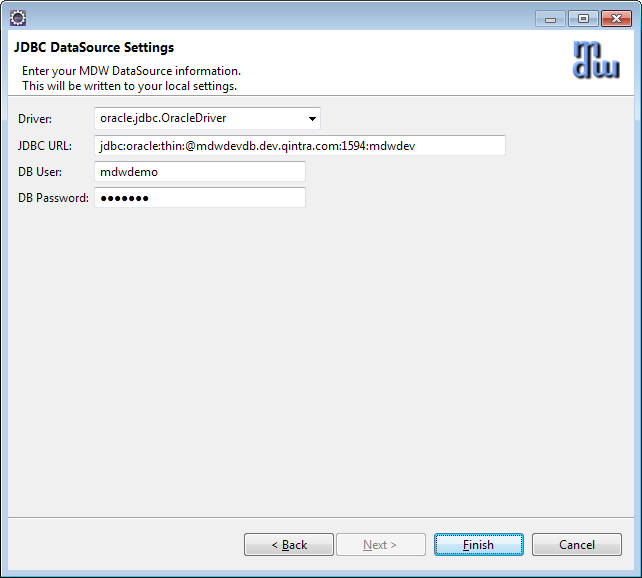 JDBC DataSource Settings
Enter your MDW DataSource information.
This will be written to your local settings.
mdw
Driver: oracle.jdbc.OracleDriver
JDBC URL: jdbc:oracle:thin:@mdwdevdb.dev.qintra.com:1594:mdwdev
DB User: mdwdemo
DB Password: ●●●●●●●
< Back Next > Finish Cancel